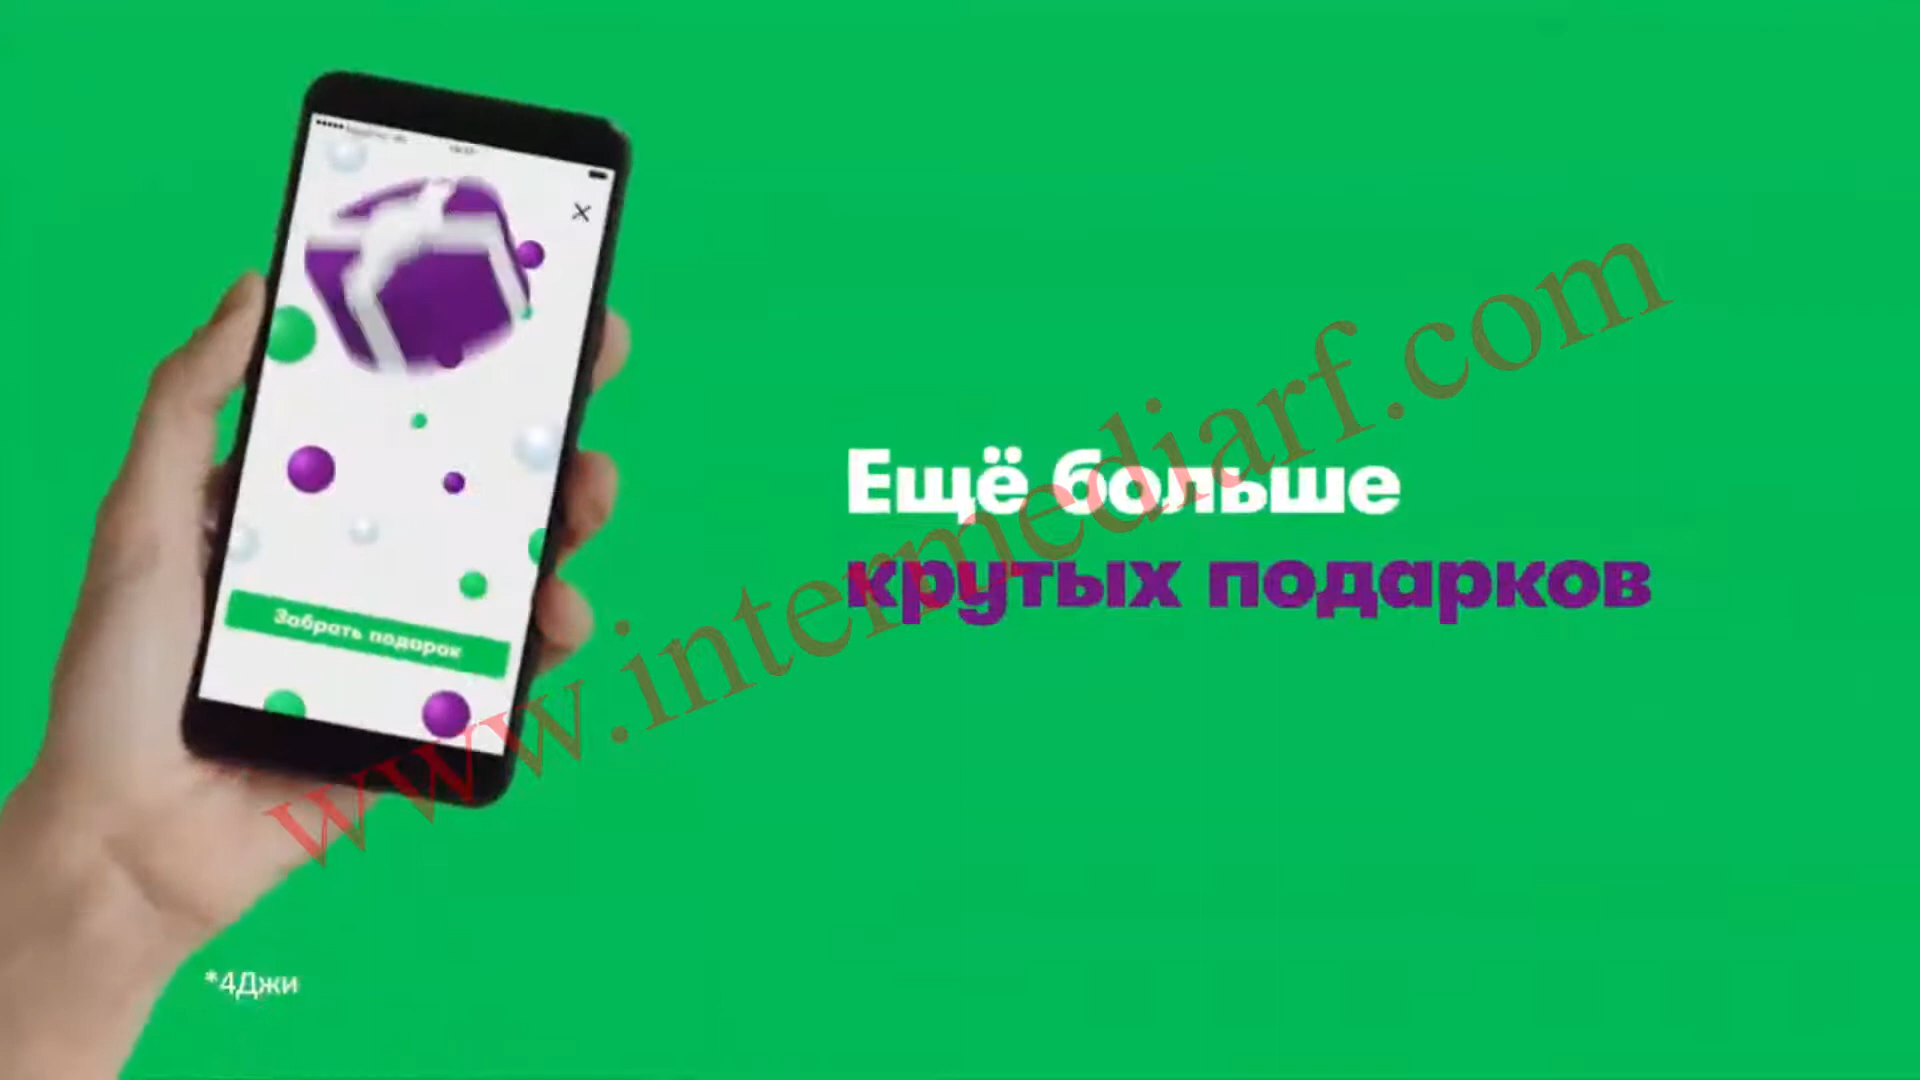 Ещё больше
крутых подарков
Забрать подарок
*4Джи
www.intermediarf.com